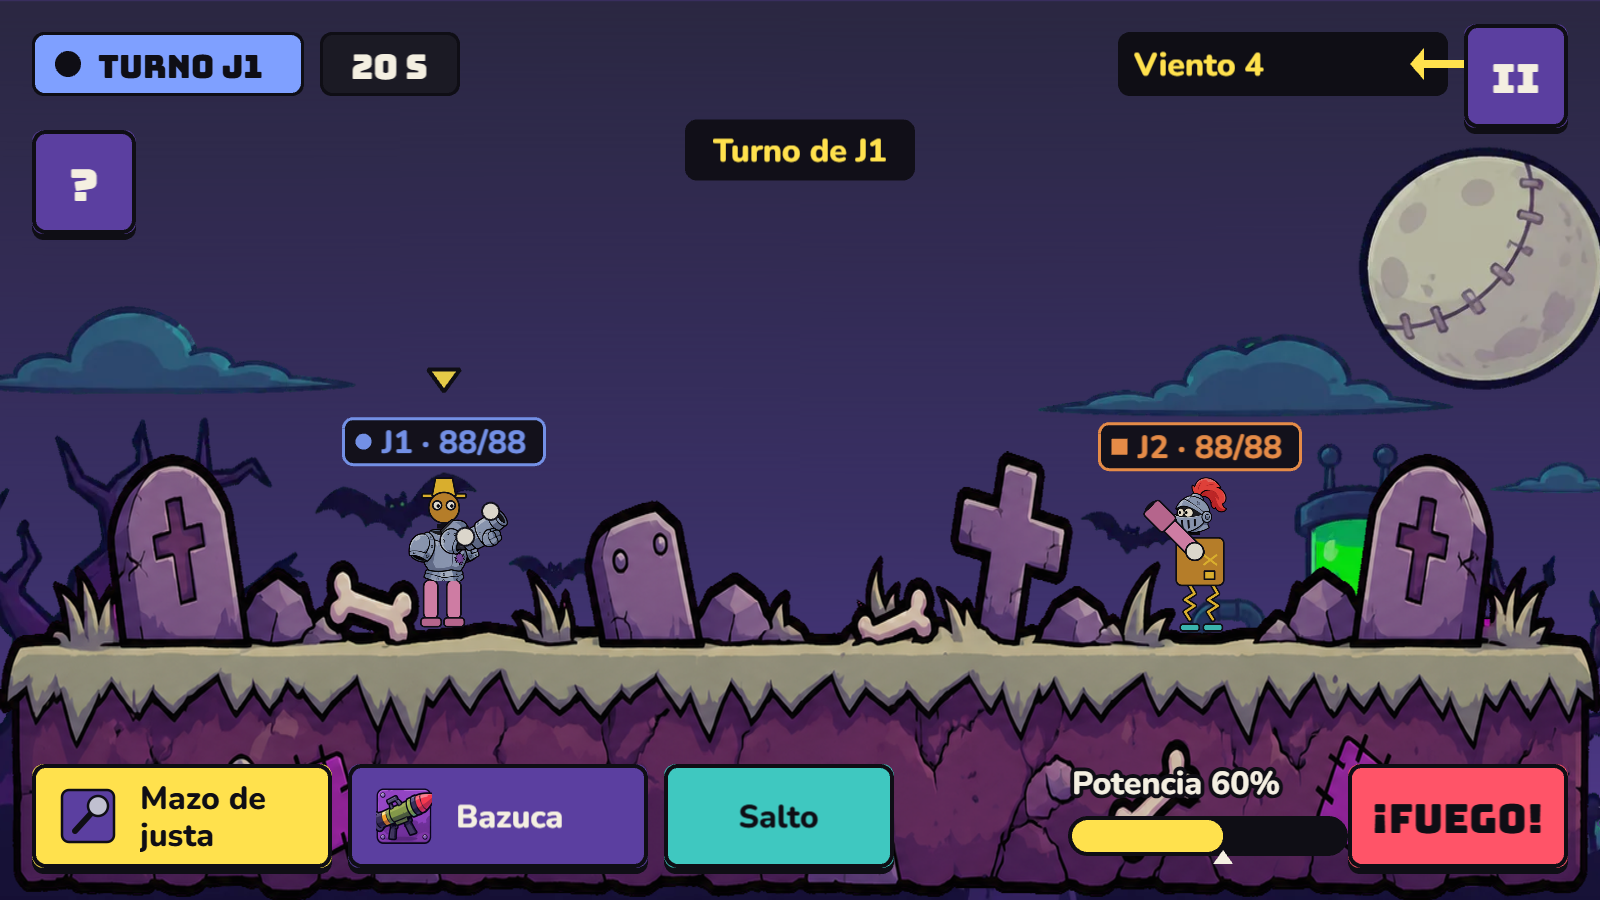 TURNO J1
20 S
Viento 4
II
Turno de J1
?
J1 · 88/88
J2 · 88/88
Mazo de
justa
Bazuca
Salto
Potencia 60%
¡FUEGO!